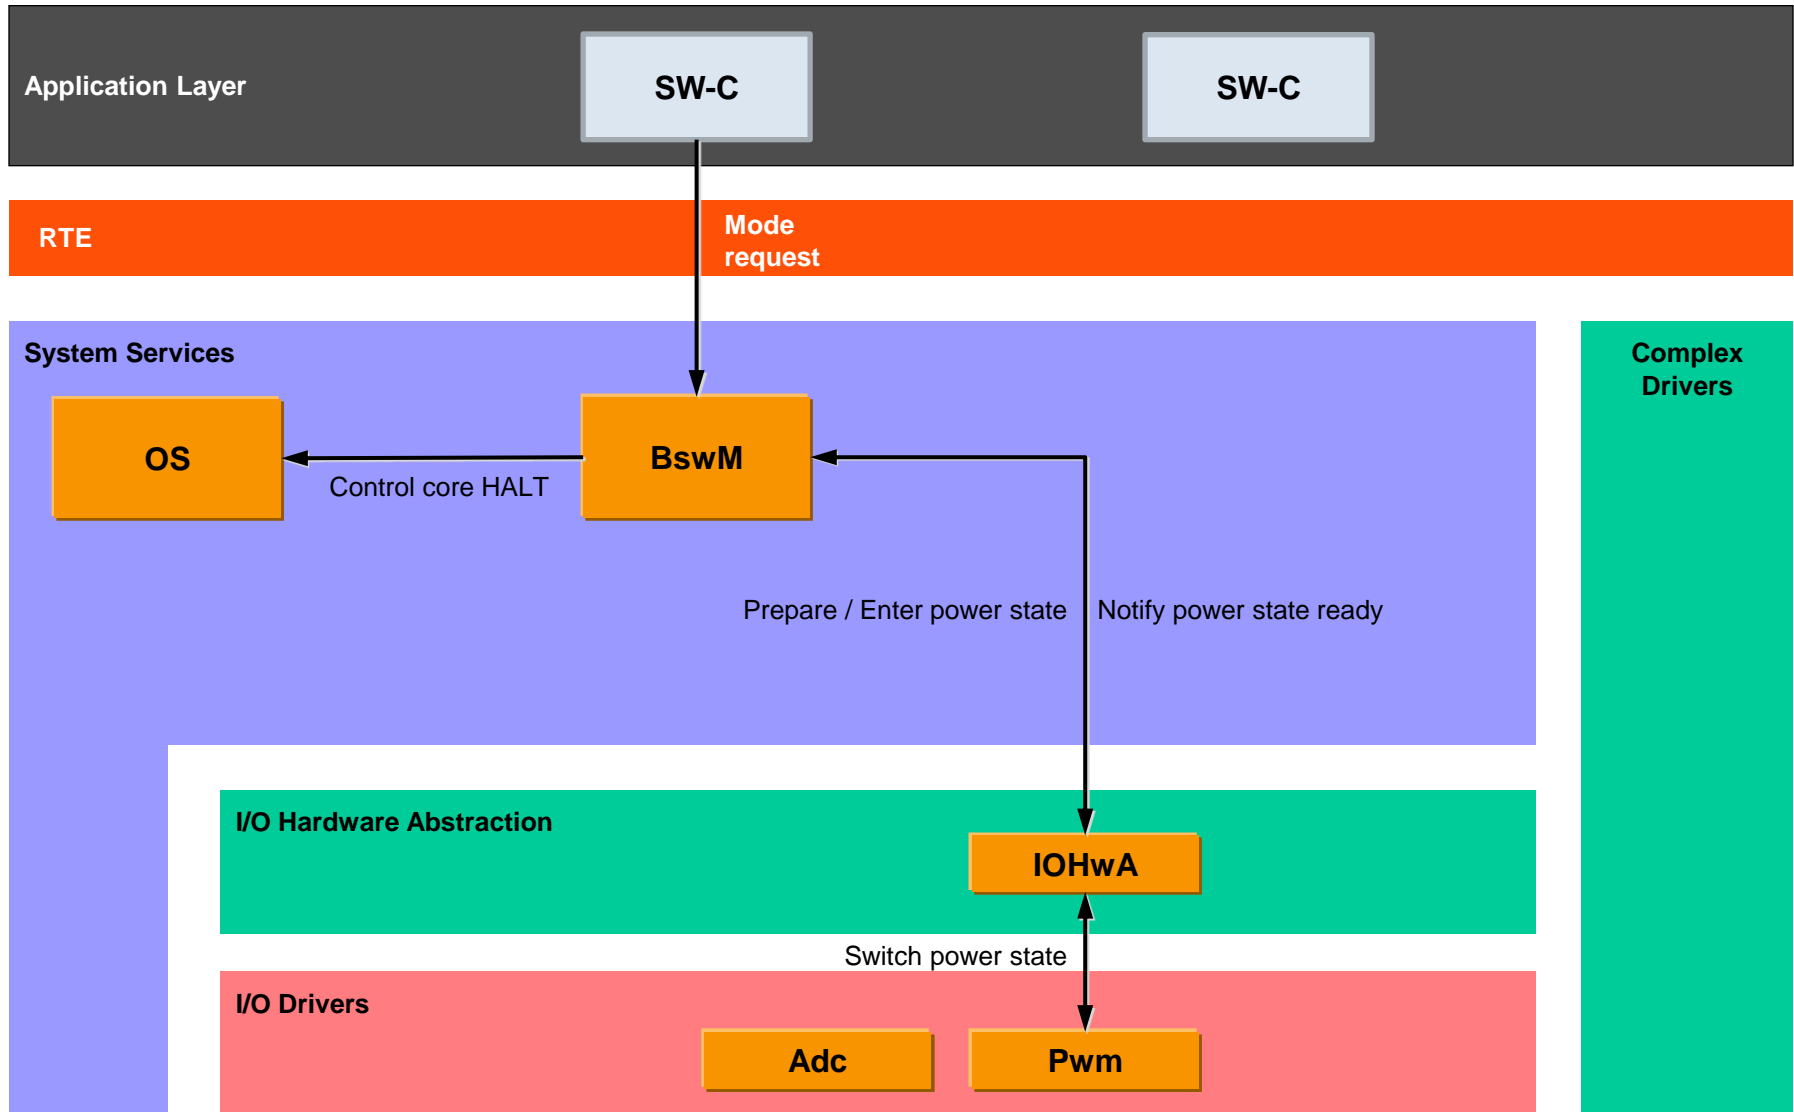 Application Layer
SW-C
SW-C
RTE
Mode
request
System Services
Complex
Drivers
OS
BswM
Control core HALT
Prepare / Enter power state
Notify power state ready
I/O Hardware Abstraction
IOHwA
Switch power state
I/O Drivers
Adc
Pwm